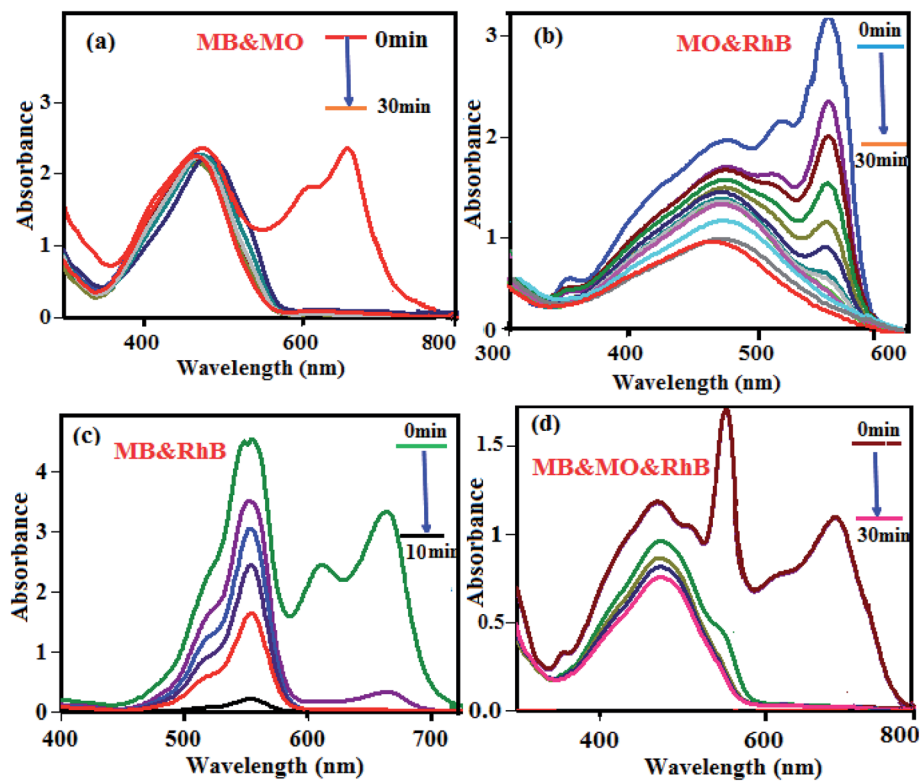 (a)
MB&MO
0min
30min
3
2
1
0
Absorbance
400
600
800
Wavelength (nm)
(b)
MO&RhB
0min
30min
3
2
1
0
Absorbance
300
400
500
600
Wavelength (nm)
(c)
MB&RhB
0min
10min
4
3
2
1
0
Absorbance
400
500
600
700
Wavelength (nm)
(d)
MB&MO&RhB
0min
30min
1.5
1
0.5
0.0
Absorbance
400
600
800
Wavelength (nm)